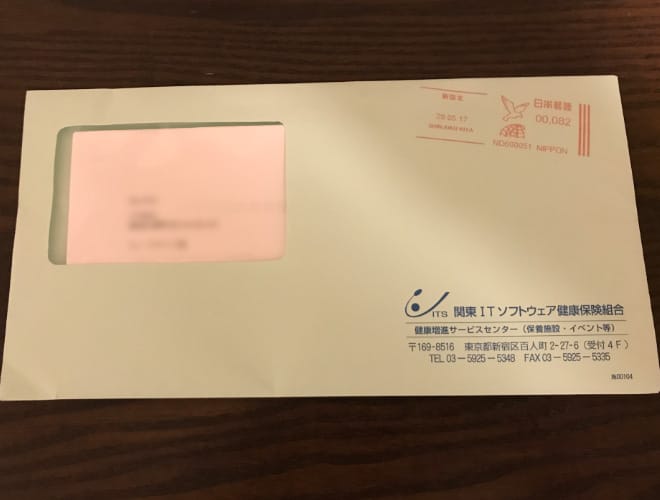 新宿北
29.05.17
SHINJUKU-KITA
日本郵便
00,082
ND600051 NIPPON
ITS 関東ITソフトウェア健康保険組合
健康増進サービスセンター（保養施設・イベント等）
〒169-8516 東京都新宿区百人町2-27-6（受付4F）
TEL 03-5925-5348 FAX 03-5925-5335